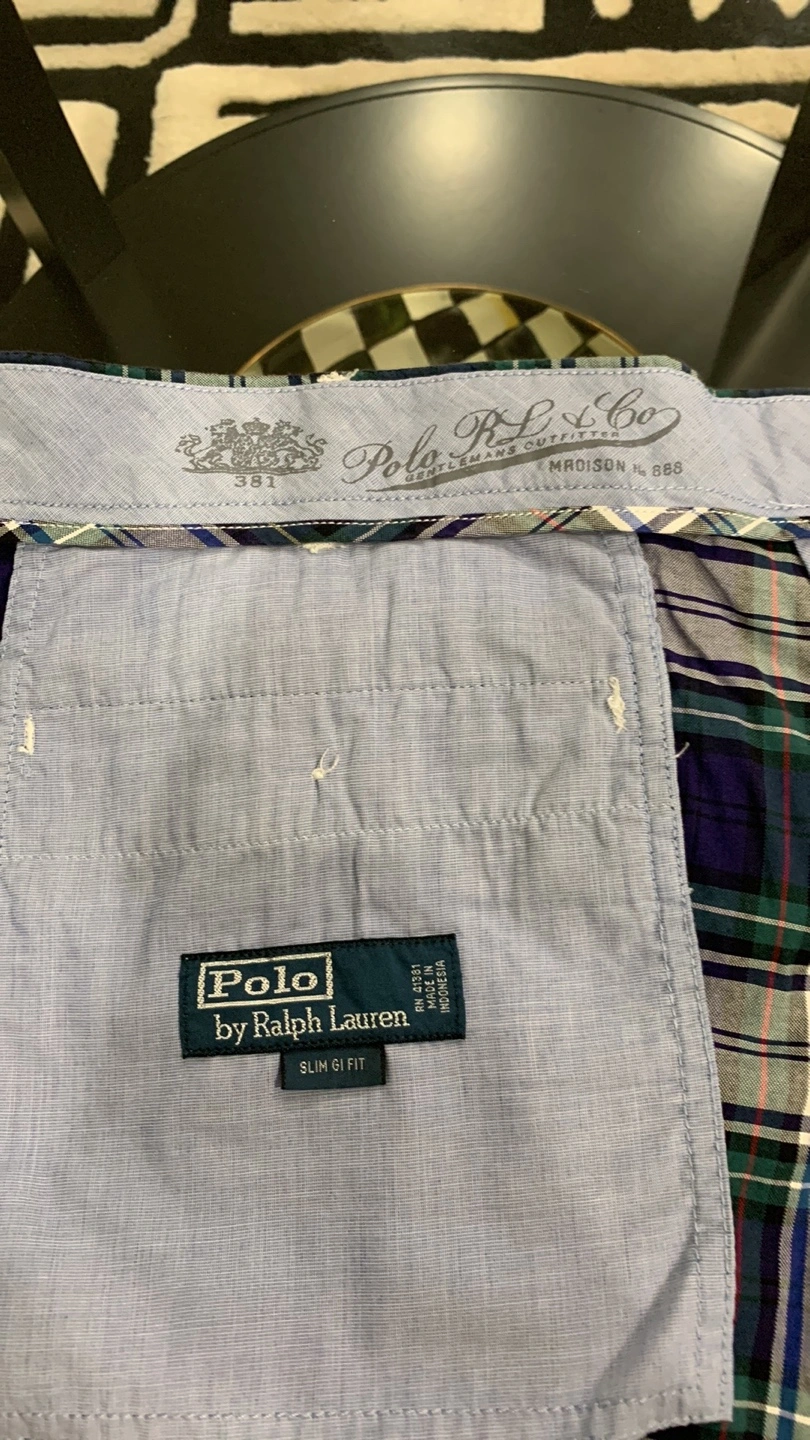 381
Polo RL & Co
GENTLEMANS OUTFITTER
MADISON № 888
Polo
by Ralph Lauren
RN 41381
MADE IN
INDONESIA
SLIM GI FIT